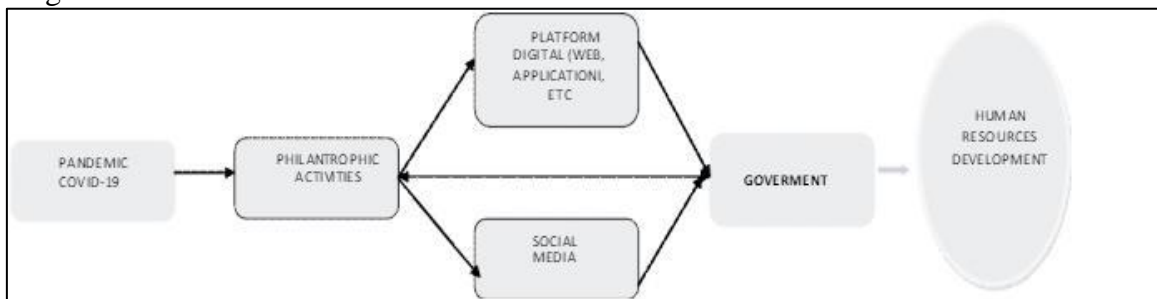 PLATFORM
DIGITAL (WEB,
APPLICATIONI,
ETC
PANDEMIC
COVID-19
PHILANTROPHIC
ACTIVITIES
GOVERMENT
HUMAN
RESOURCES
DEVELOPMENT
SOCIAL
MEDIA